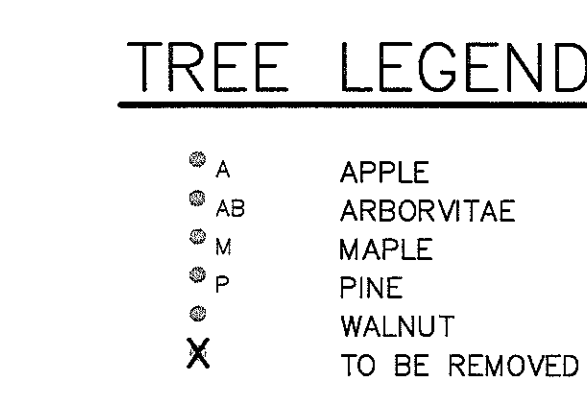 TREE LEGEND
A APPLE
AB ARBORVITAE
M MAPLE
P PINE
WALNUT
X TO BE REMOVED